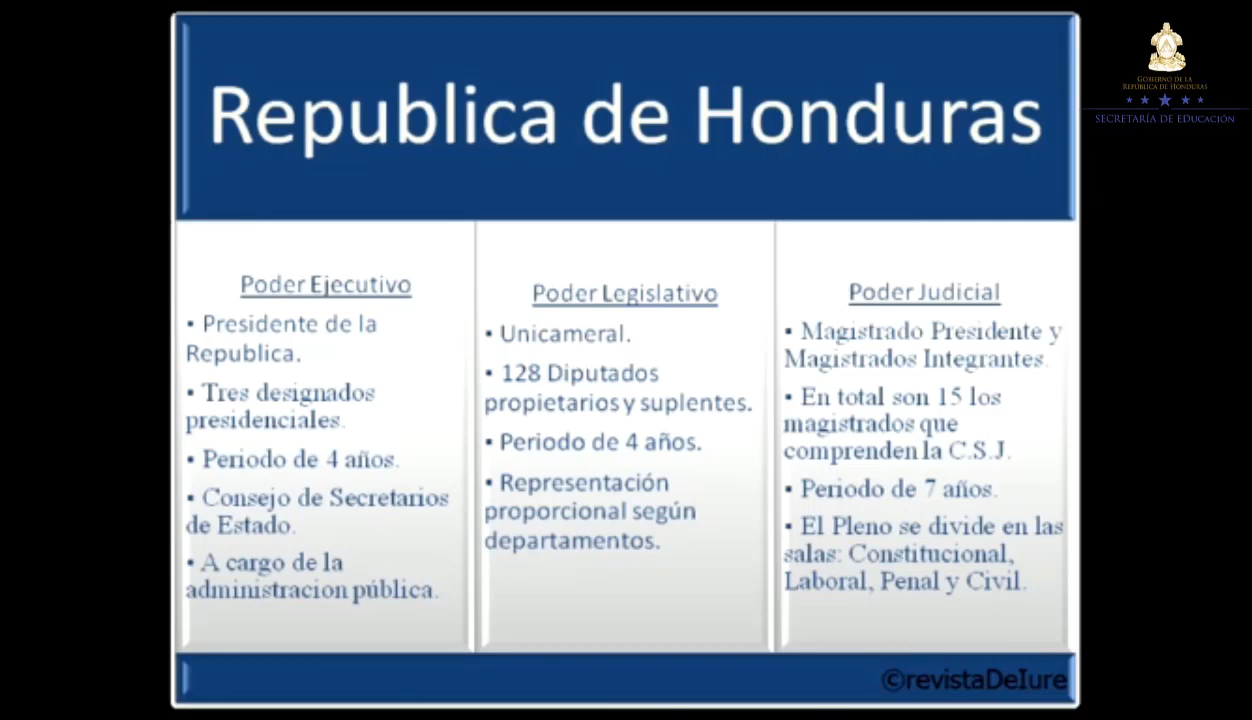 Republica de Honduras
GOBIERNO DE LA
REPÚBLICA DE HONDURAS
SECRETARÍA DE EDUCACIÓN
Poder Ejecutivo
• Presidente de la
Republica.
• Tres designados
presidenciales.
• Periodo de 4 años.
• Consejo de Secretarios
de Estado.
• A cargo de la
administracion pública.
Poder Legislativo
• Unicameral.
• 128 Diputados
propietarios y suplentes.
• Periodo de 4 años.
• Representación
proporcional según
departamentos.
Poder Judicial
• Magistrado Presidente y
Magistrados Integrantes.
• En total son 15 los
magistrados que
comprenden la C.S.J.
• Periodo de 7 años.
• El Pleno se divide en las
salas: Constitucional,
Laboral, Penal y Civil.
©revistaDeIure